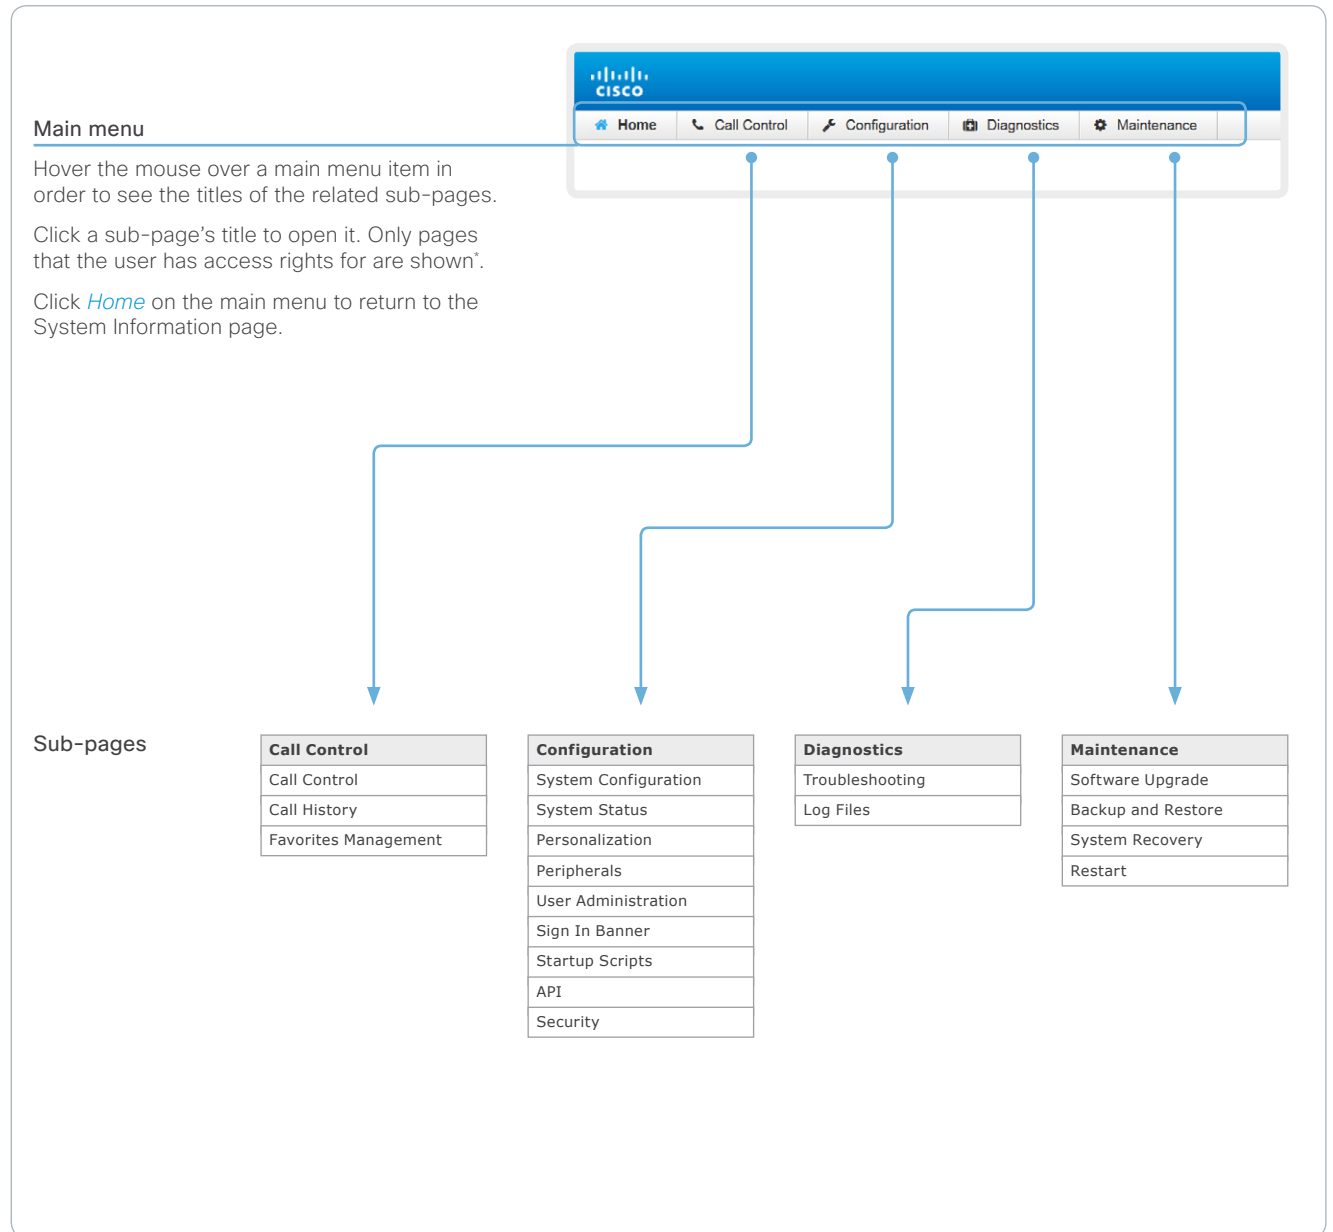 CISCO
Home Call Control Configuration Diagnostics Maintenance
Main menu
Hover the mouse over a main menu item in
order to see the titles of the related sub-pages.
Click a sub-page's title to open it. Only pages
that the user has access rights for are shown*.
Click Home on the main menu to return to the
System Information page.
Sub-pages
Call Control
Call Control
Call History
Favorites Management
Configuration
System Configuration
System Status
Personalization
Peripherals
User Administration
Sign In Banner
Startup Scripts
API
Security
Diagnostics
Troubleshooting
Log Files
Maintenance
Software Upgrade
Backup and Restore
System Recovery
Restart